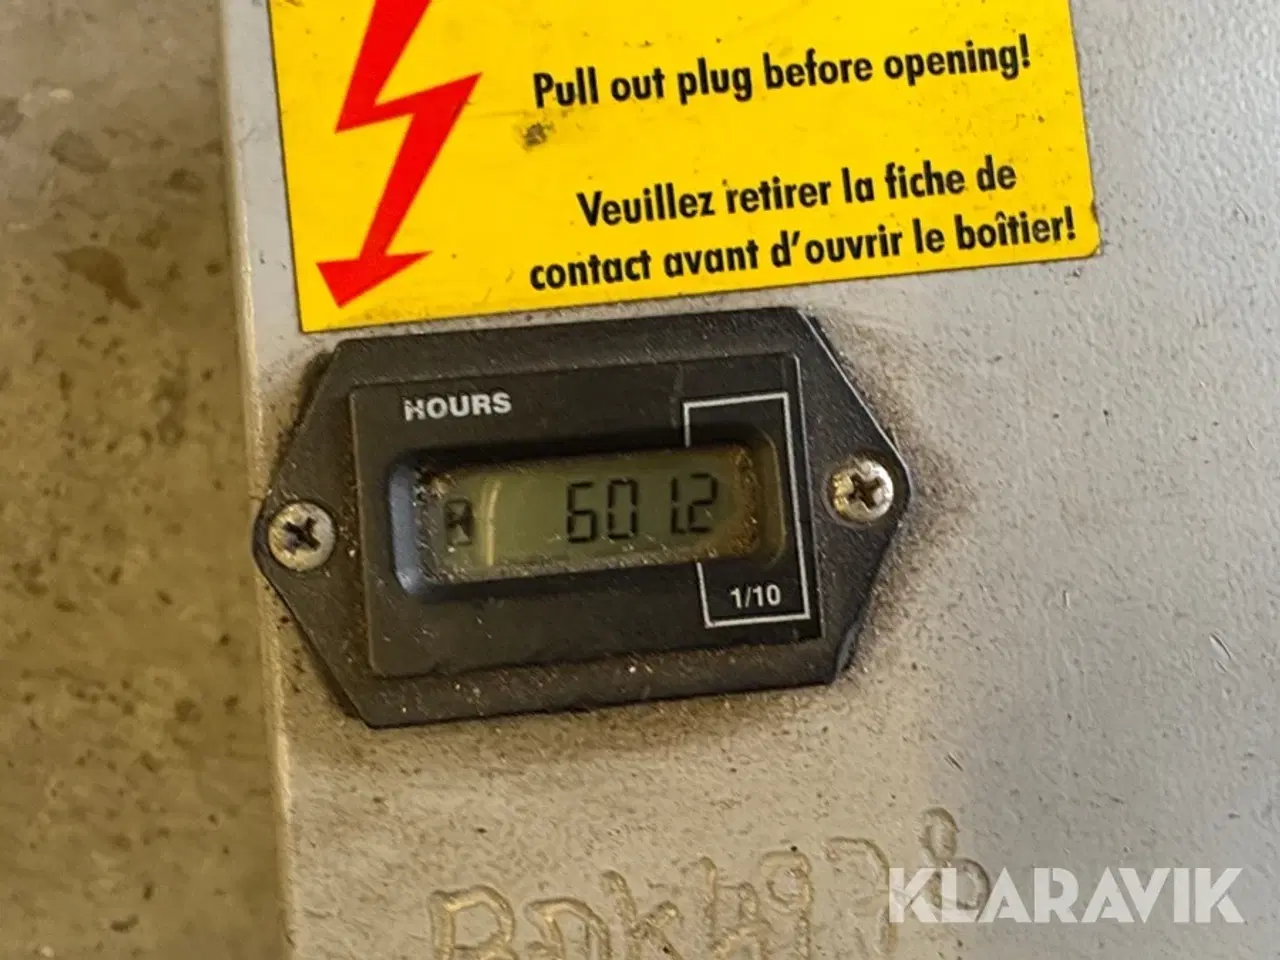 Pull out plug before opening!
Veuillez retirer la fiche de
contact avant d'ouvrir le boîtier!
HOURS
601.2
1/10
KLARAVIK